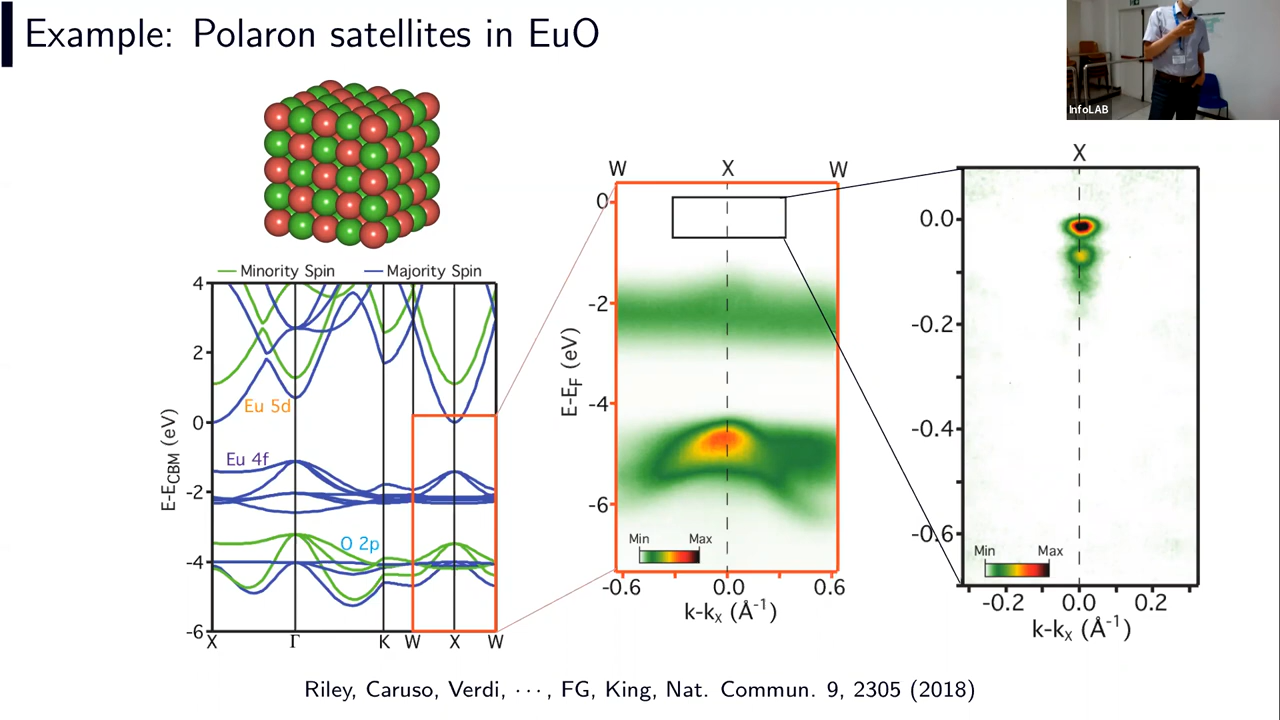 Example: Polaron satellites in EuO
InfoLAB
Minority Spin
Majority Spin
4
2
0
-2
-4
-6
E-E_CBM (eV)
Eu 5d
Eu 4f
O 2p
X
Γ
K
W
X
W
W
X
W
0
-2
-4
-6
E-E_F (eV)
Min
Max
-0.6
0.0
0.6
k-k_x (Å⁻¹)
X
0.0
-0.2
-0.4
-0.6
Min
Max
-0.2
0.0
0.2
k-k_x (Å⁻¹)
Riley, Caruso, Verdi, ⋯, FG, King, Nat. Commun. 9, 2305 (2018)